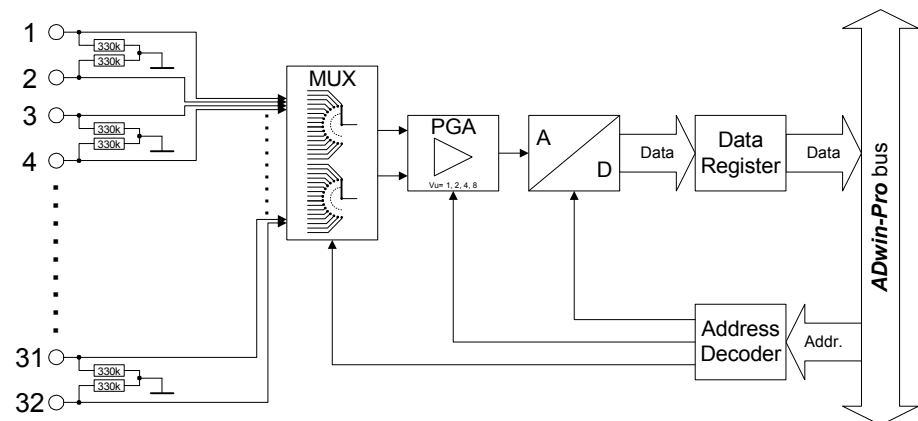 1
330k
330k
2
3
330k
330k
4
31
330k
330k
32
MUX
PGA
Vu= 1, 2, 4, 8
A
D
Data
Data
Register
Data
Address
Decoder
Addr.
ADwin-Pro bus